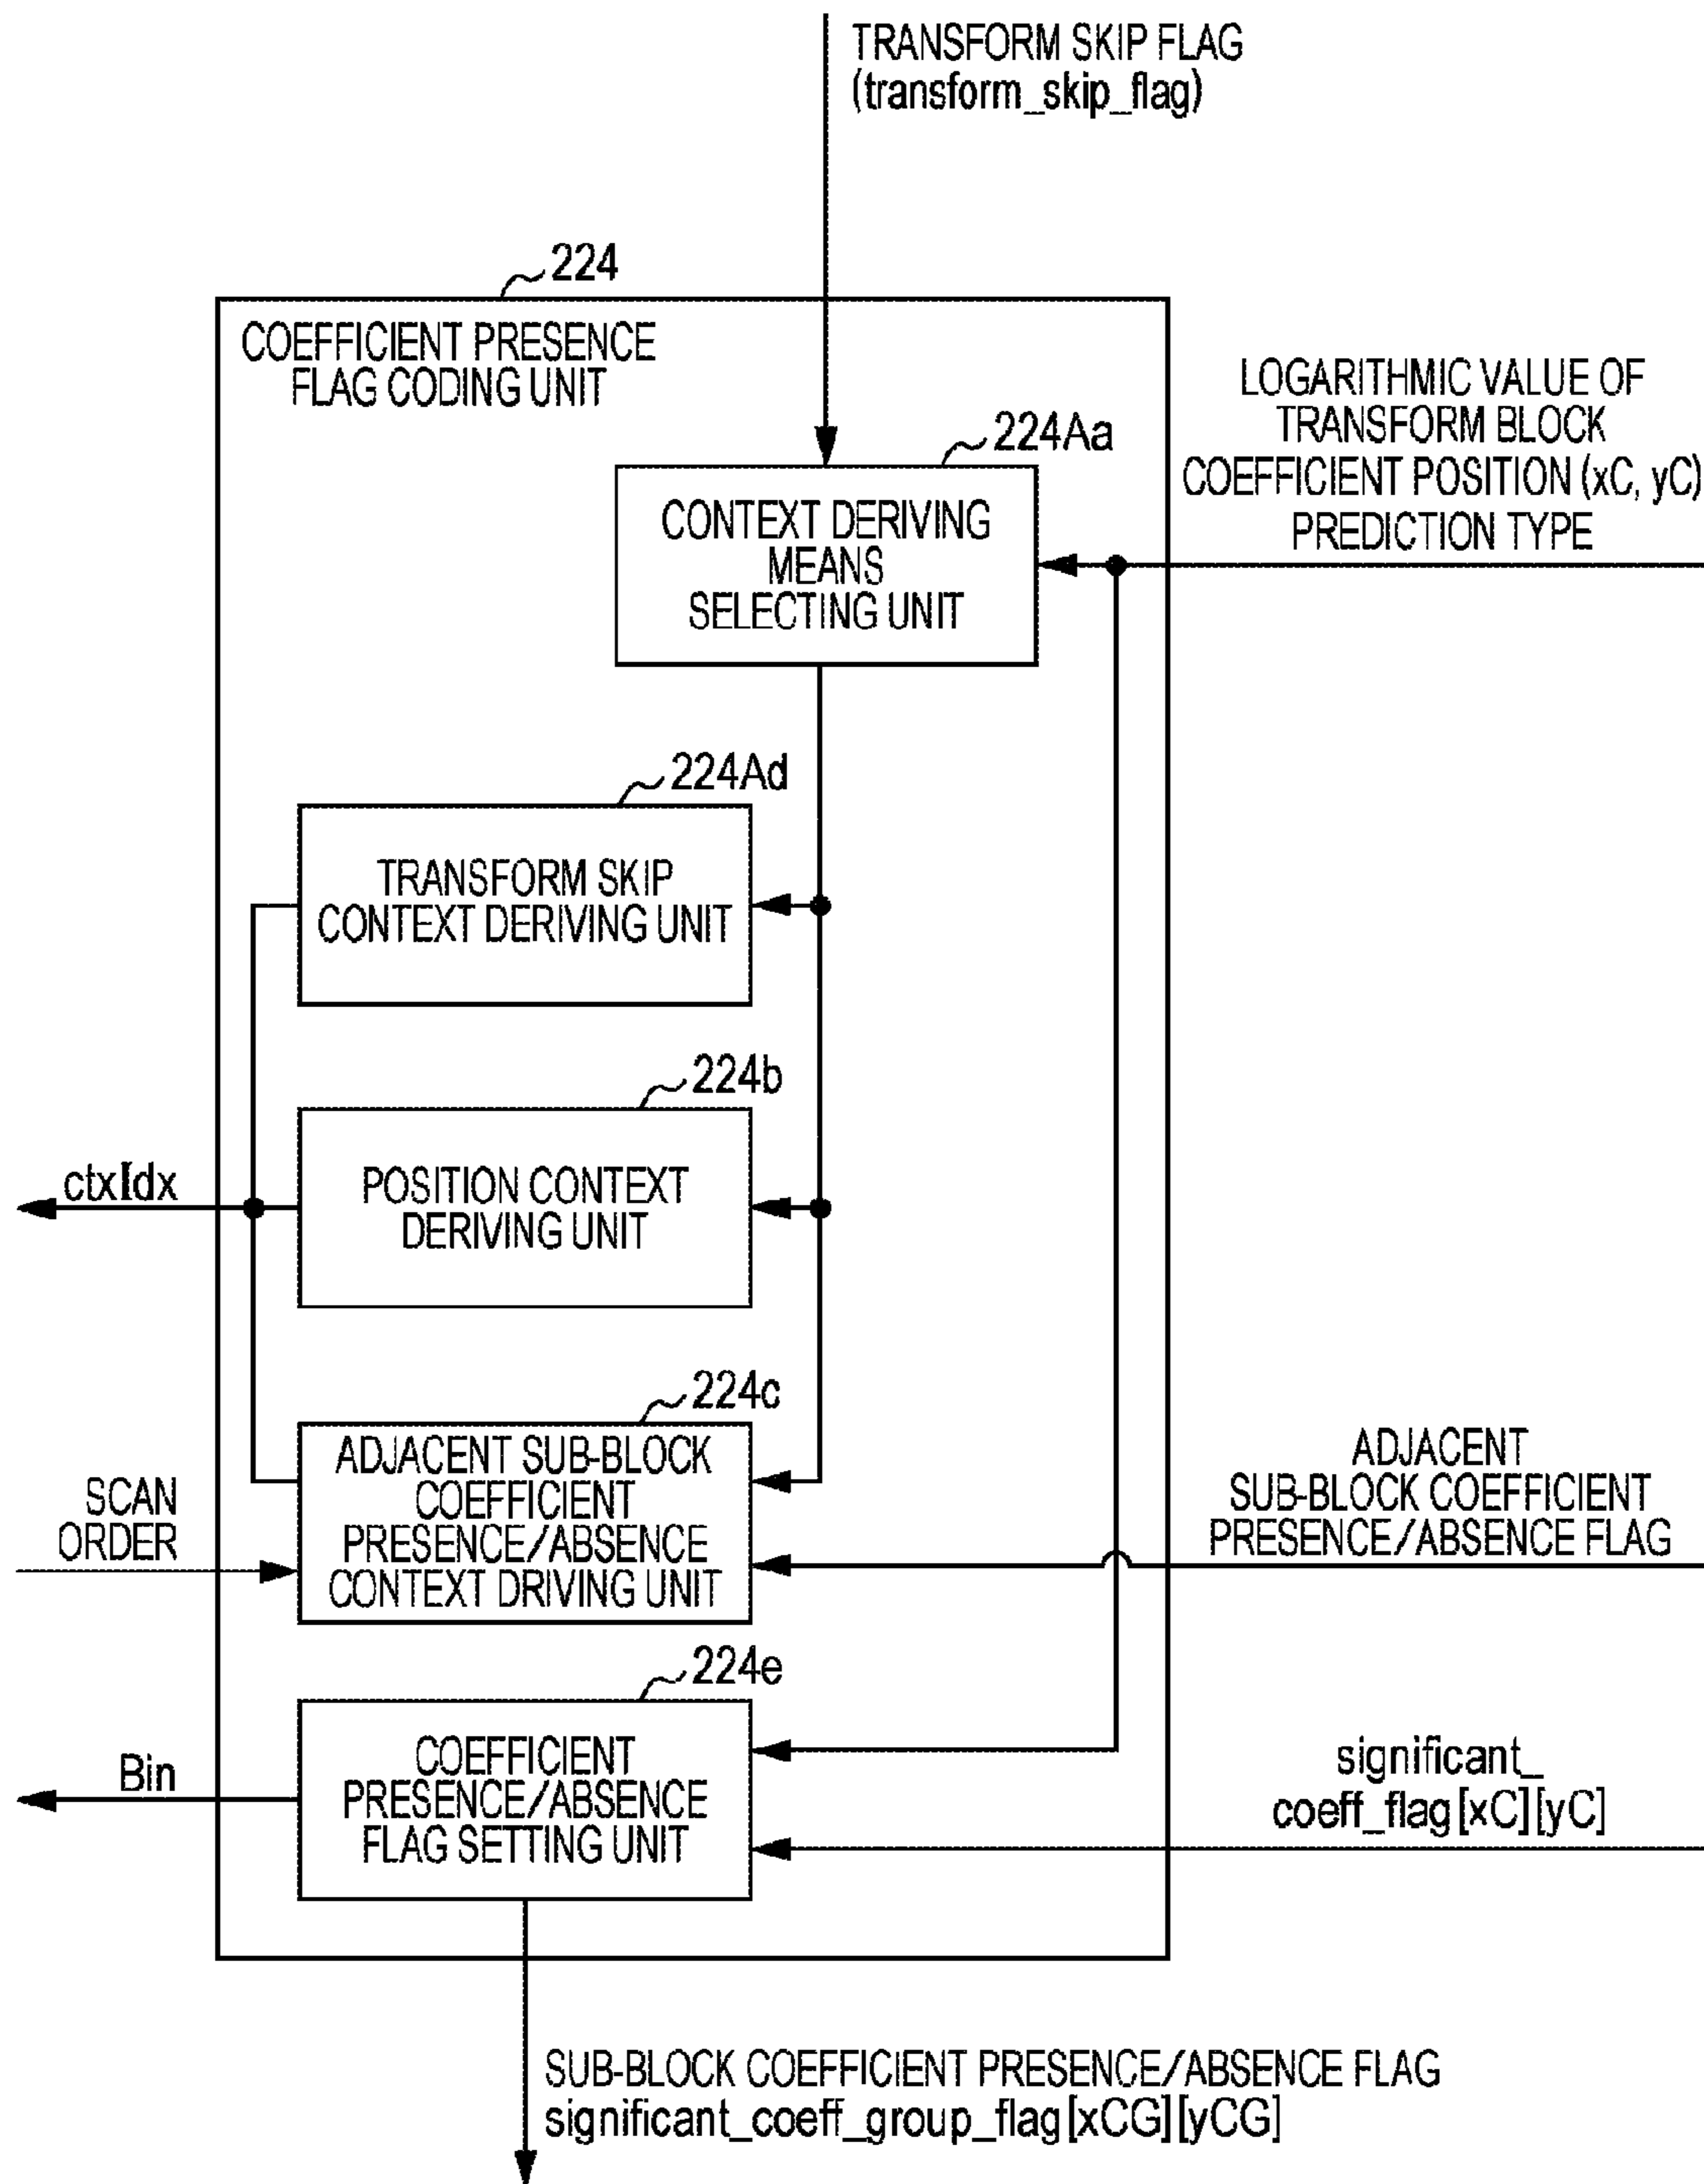 TRANSFORM SKIP FLAG
(transform_skip_flag)
224
COEFFICIENT PRESENCE
FLAG CODING UNIT
LOGARITHMIC VALUE OF
TRANSFORM BLOCK
COEFFICIENT POSITION (xC, yC)
PREDICTION TYPE
224Aa
CONTEXT DERIVING
MEANS
SELECTING UNIT
224Ad
TRANSFORM SKIP
CONTEXT DERIVING UNIT
224b
POSITION CONTEXT
DERIVING UNIT
ctxIdx
224c
ADJACENT SUB-BLOCK
COEFFICIENT
PRESENCE/ABSENCE
CONTEXT DRIVING UNIT
SCAN
ORDER
ADJACENT
SUB-BLOCK COEFFICIENT
PRESENCE/ABSENCE FLAG
224e
COEFFICIENT
PRESENCE/ABSENCE
FLAG SETTING UNIT
Bin
significant_
coeff_flag[xC][yC]
SUB-BLOCK COEFFICIENT PRESENCE/ABSENCE FLAG
significant_coeff_group_flag[xCG][yCG]